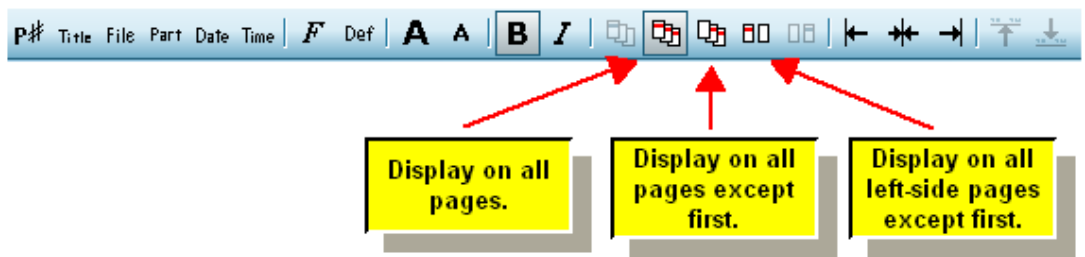 P# Title File Part Date Time F Def A A B I
Display on all
pages.
Display on all
pages except
first.
Display on all
left-side pages
except first.